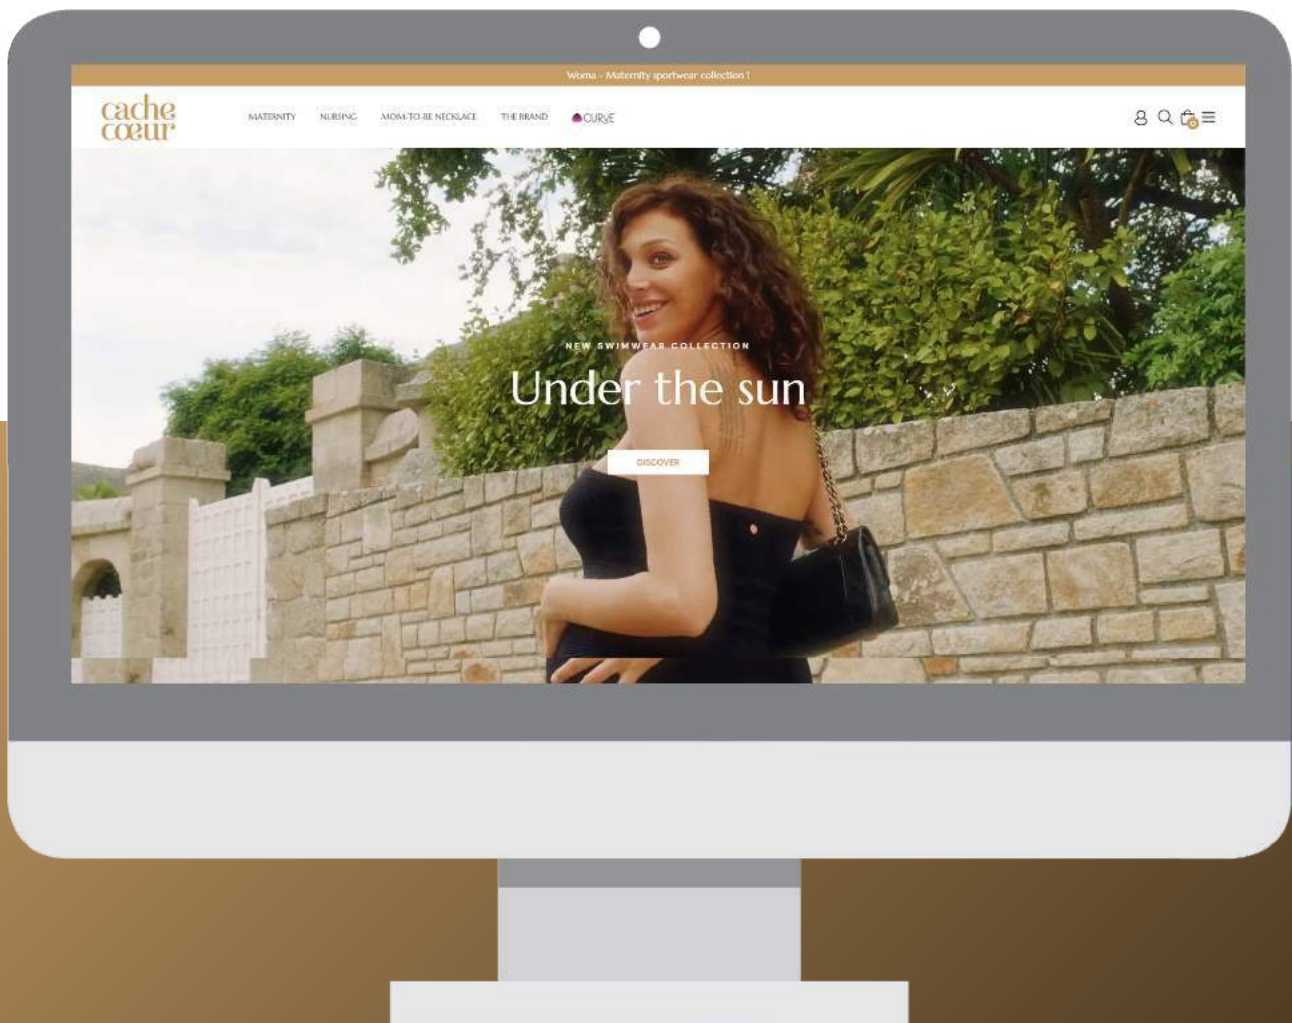 Woma - Maternity sportwear collection !
cache
cœur
MATERNITY NURSING MOM-TO-BE NECKLACE THE BRAND CURVE
0
NEW SWIMWEAR COLLECTION
Under the sun
DISCOVER